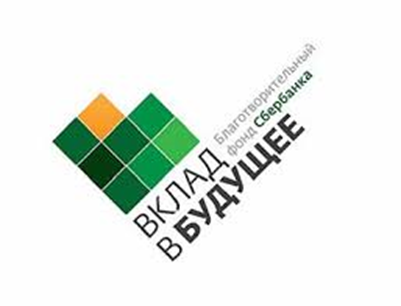 Благотворительный
фонд Сбербанка
ВКЛАД
В БУДУЩЕЕ